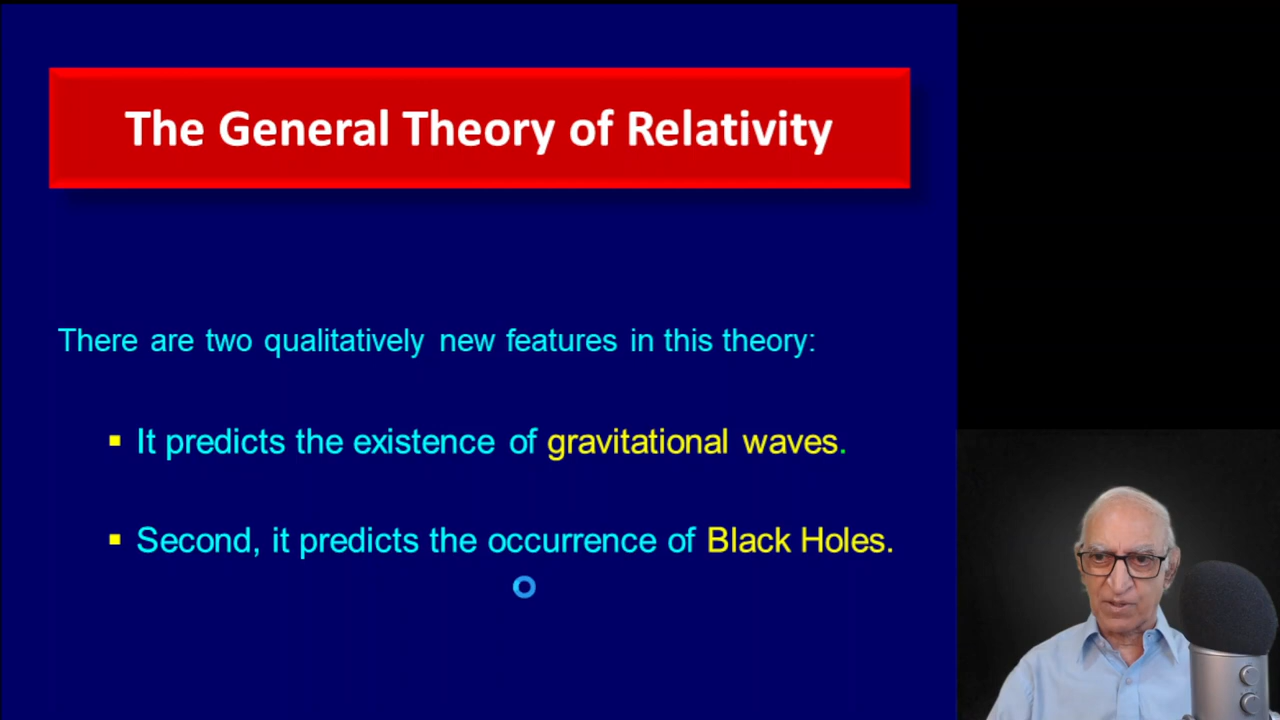 The General Theory of Relativity
There are two qualitatively new features in this theory:
▪ It predicts the existence of gravitational waves.
▪ Second, it predicts the occurrence of Black Holes.